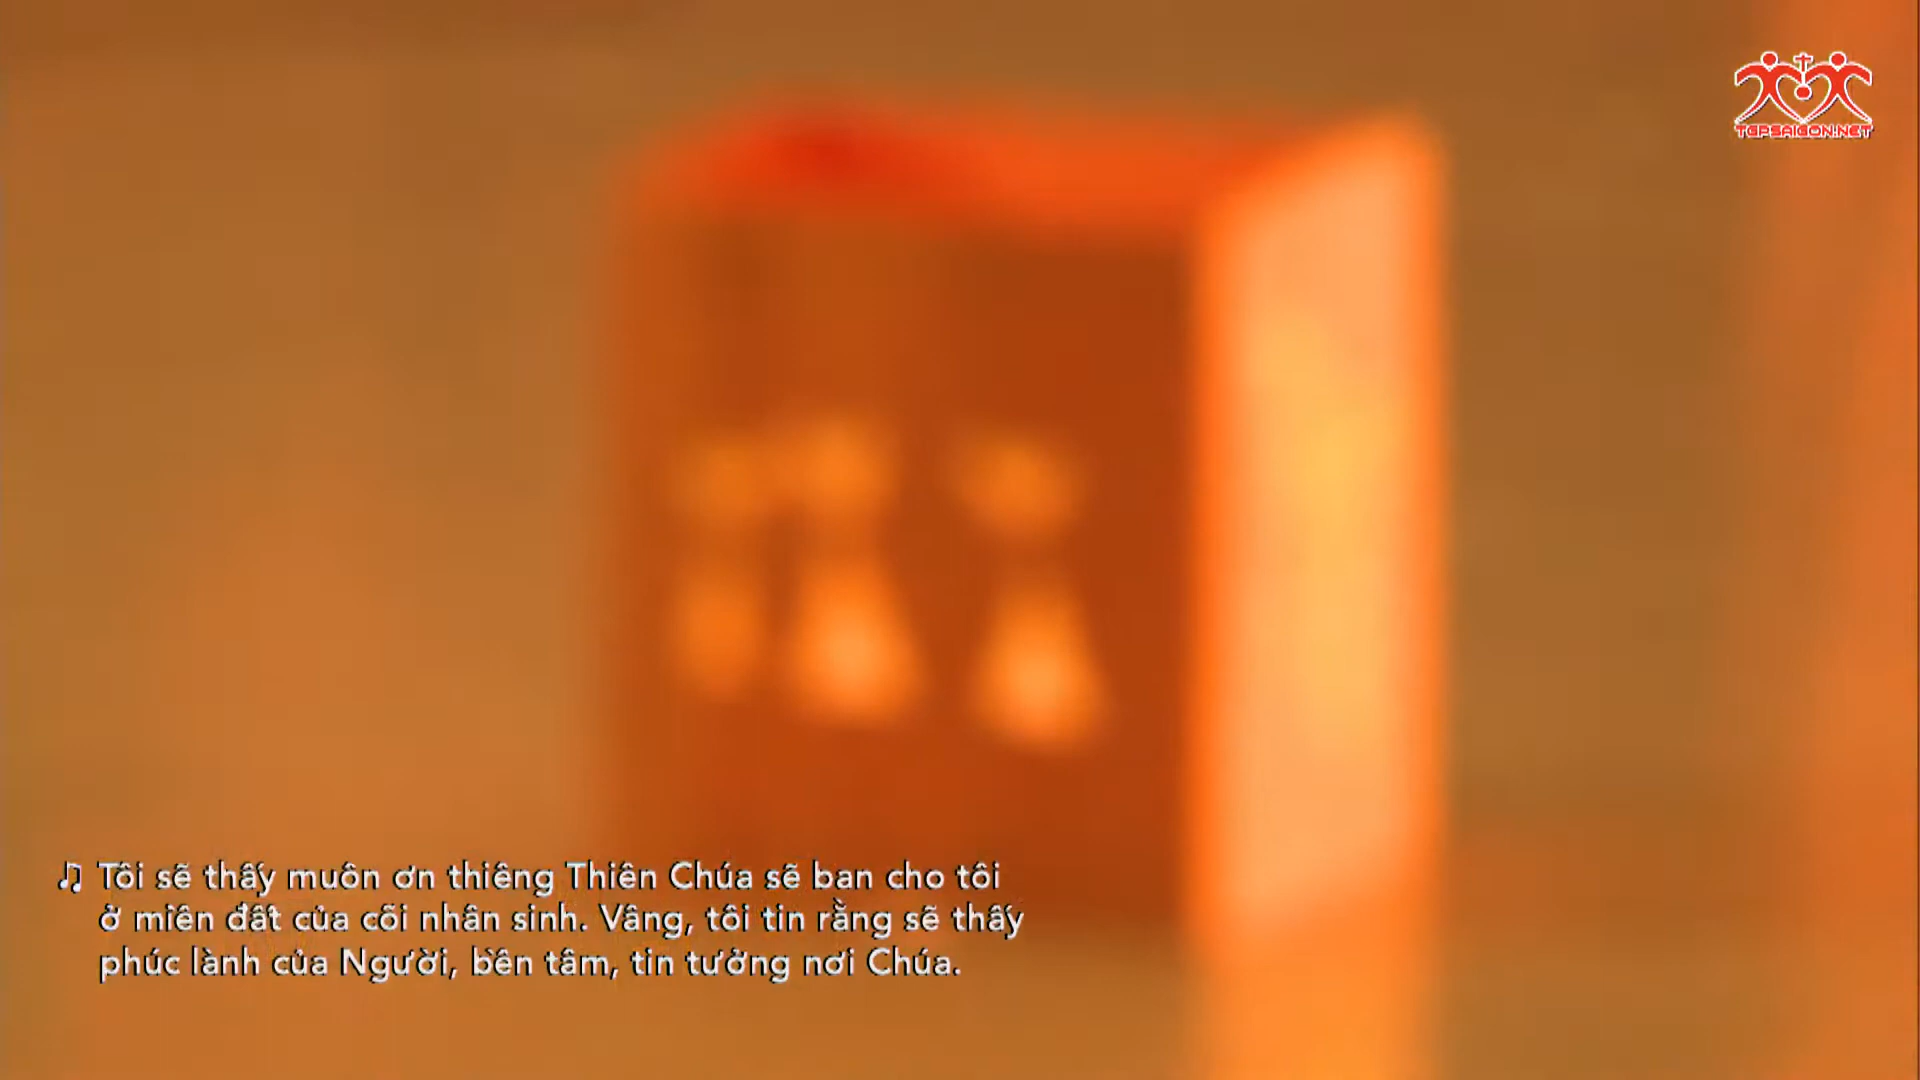 TGPSAIGON.NET
♫ Tôi sẽ thấy muôn ơn thiêng Thiên Chúa sẽ ban cho tôi
ở miền đất của cõi nhân sinh. Vâng, tôi tin rằng sẽ thấy
phúc lành của Người, bền tâm, tin tưởng nơi Chúa.